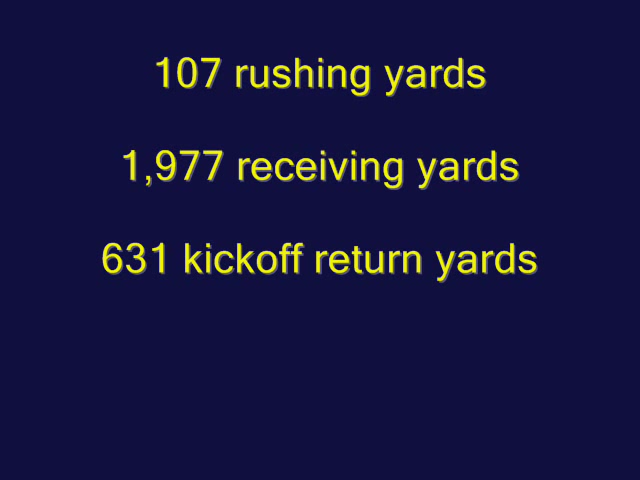 107 rushing yards
1,977 receiving yards
631 kickoff return yards